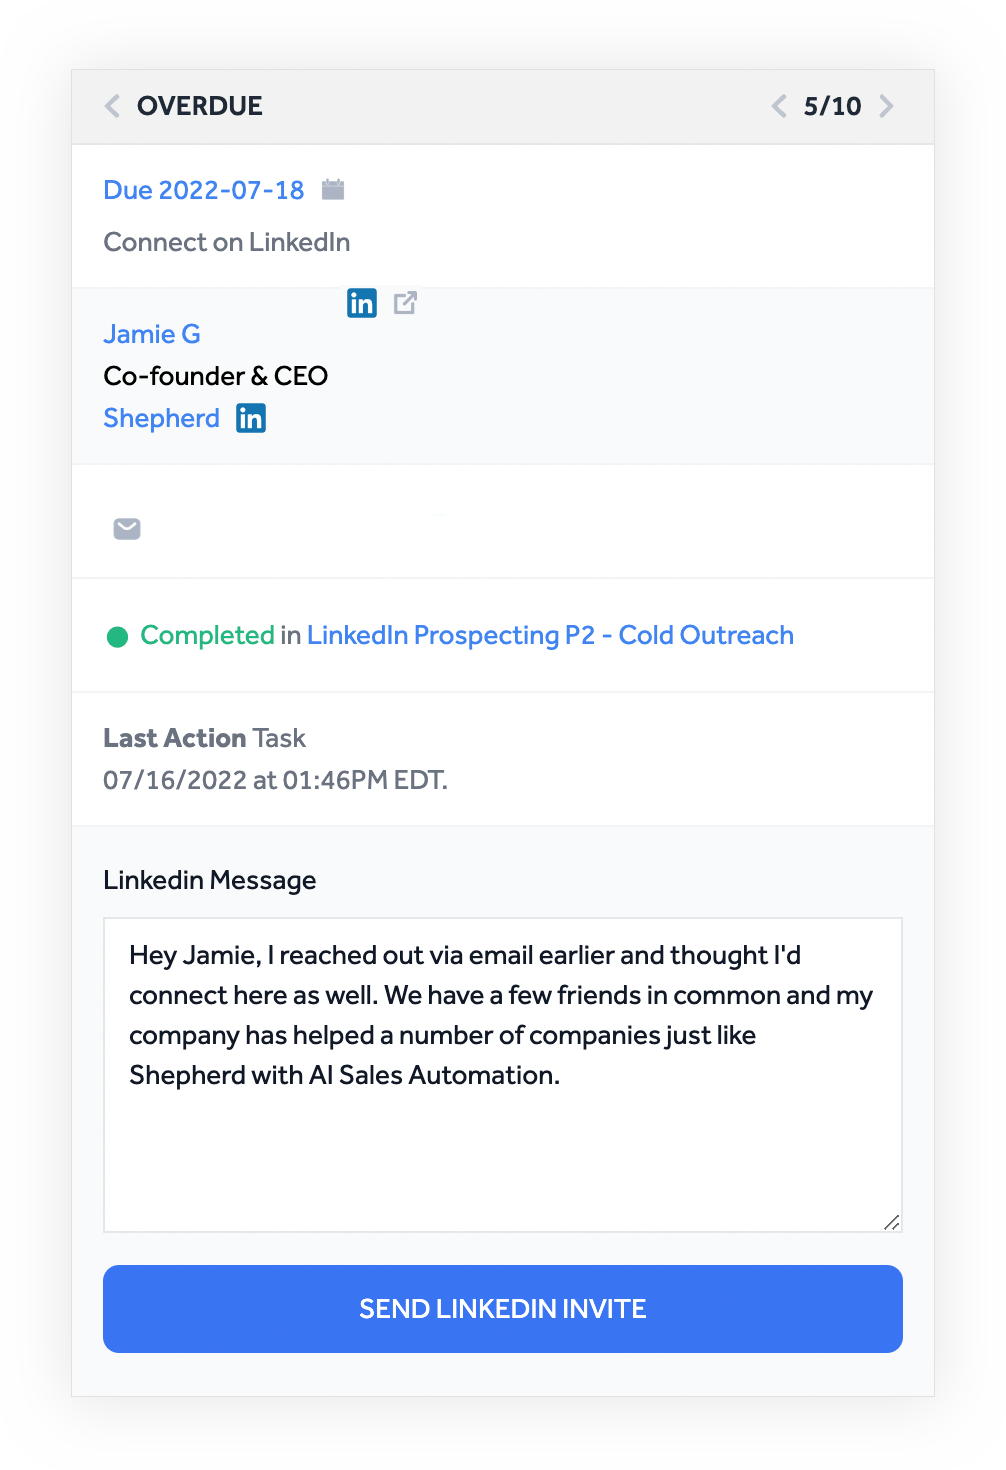 OVERDUE
5/10
Due 2022-07-18
Connect on LinkedIn
in
Jamie G
Co-founder & CEO
Shepherd in
Completed in LinkedIn Prospecting P2 - Cold Outreach
Last Action Task
07/16/2022 at 01:46PM EDT.
Linkedin Message
Hey Jamie, I reached out via email earlier and thought I'd
connect here as well. We have a few friends in common and my
company has helped a number of companies just like
Shepherd with AI Sales Automation.
SEND LINKEDIN INVITE